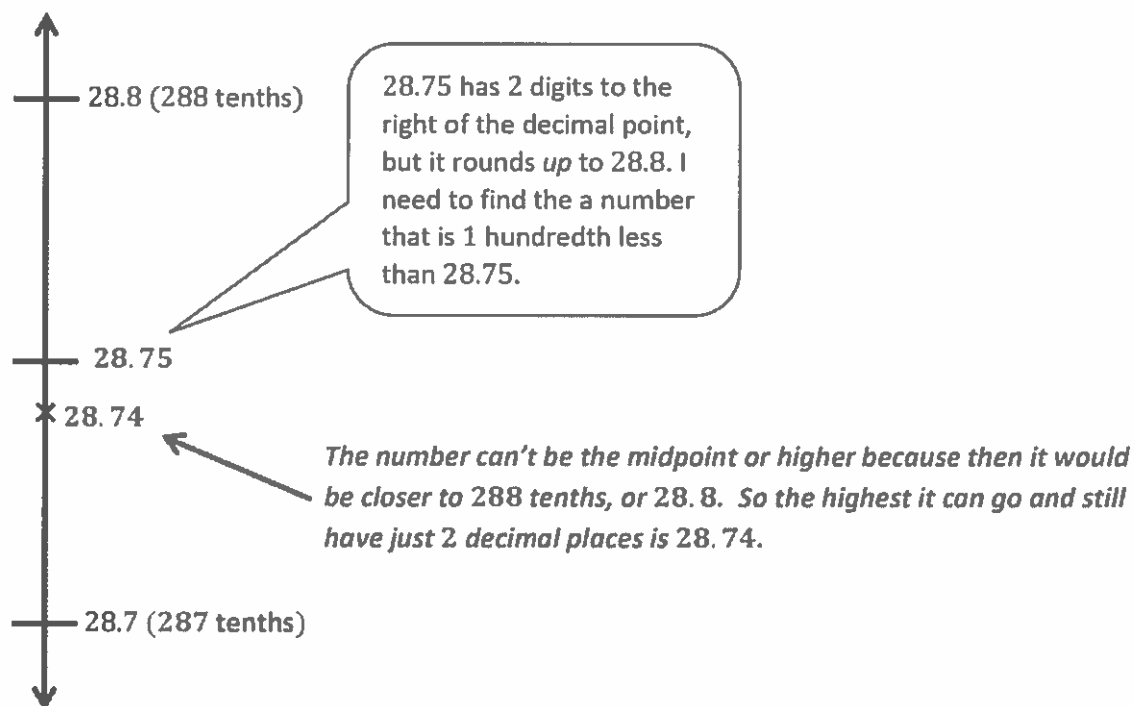 28.8 (288 tenths)
28.75 has 2 digits to the
right of the decimal point,
but it rounds up to 28.8. I
need to find the a number
that is 1 hundredth less
than 28.75.
28.75
28.74
The number can't be the midpoint or higher because then it would
be closer to 288 tenths, or 28.8. So the highest it can go and still
have just 2 decimal places is 28.74.
28.7 (287 tenths)